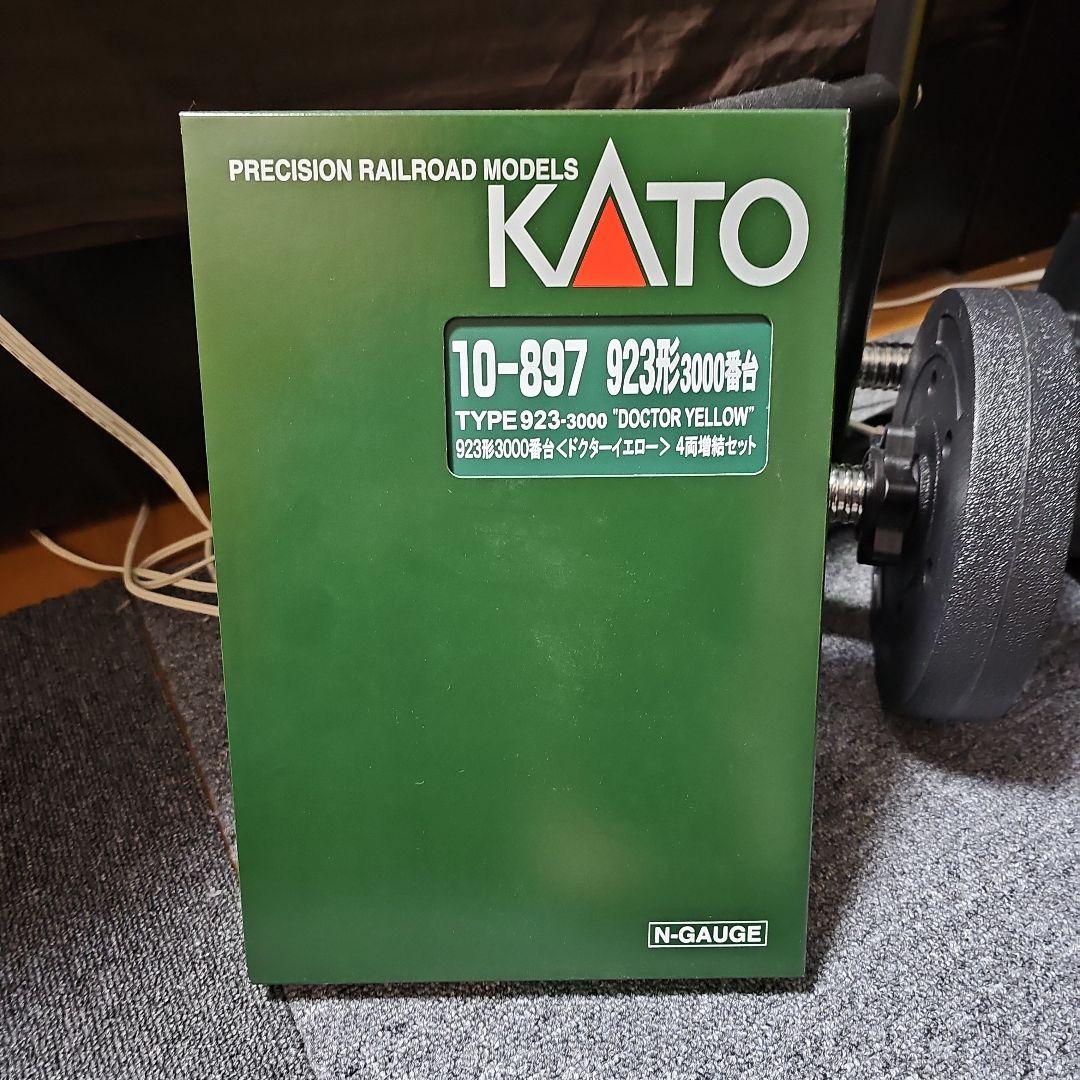 PRECISION RAILROAD MODELS
KATO
10-897 923形3000番台
TYPE 923-3000 "DOCTOR YELLOW"
923形3000番台<ドクターイエロー> 4両増結セット
N-GAUGE